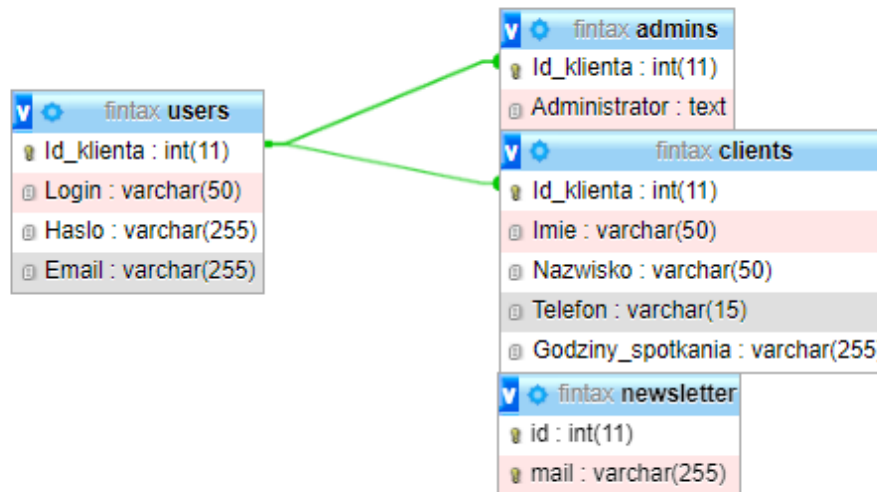 fintax users
Id_klienta : int(11)
Login : varchar(50)
Haslo : varchar(255)
Email : varchar(255)
fintax admins
Id_klienta : int(11)
Administrator : text
fintax clients
Id_klienta : int(11)
Imie : varchar(50)
Nazwisko : varchar(50)
Telefon : varchar(15)
Godziny_spotkania : varchar(255
fintax newsletter
id : int(11)
mail : varchar(255)